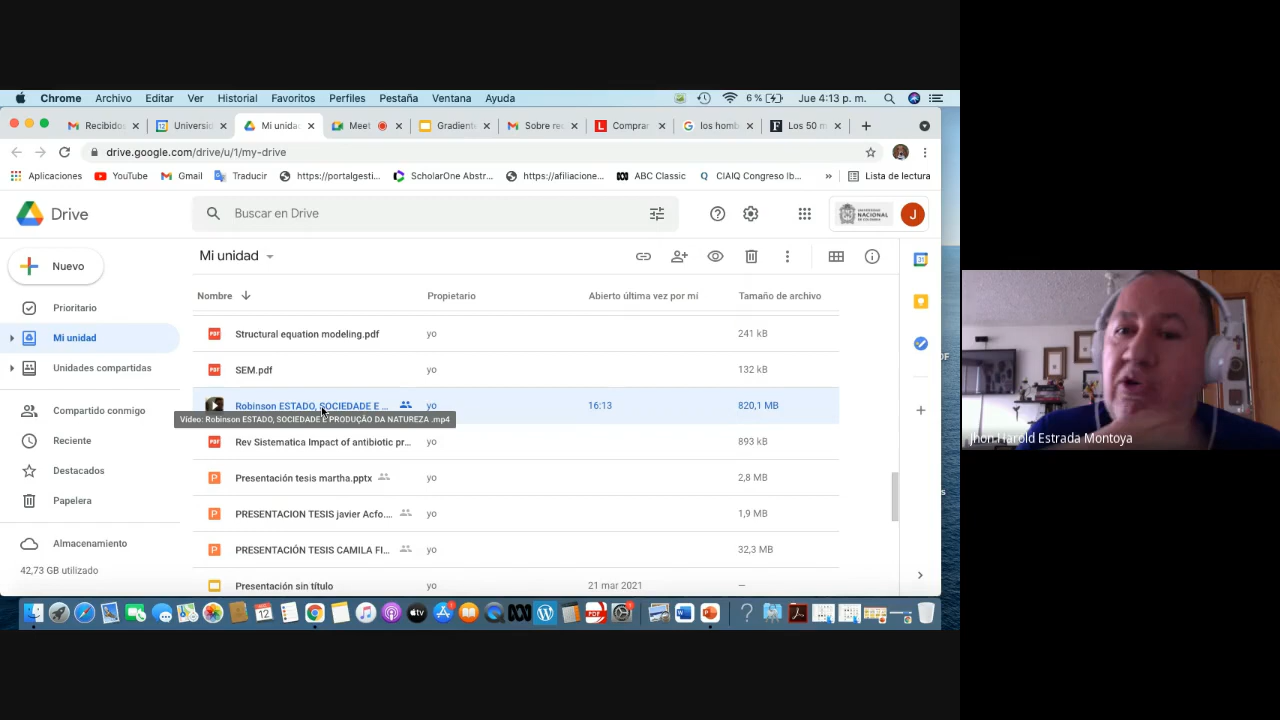 Chrome Archivo Editar Ver Historial Favoritos Perfiles Pestaña Ventana Ayuda 6 % Jue 4:13 p. m.
Recibidos Universio Mi unida Meet Gradiente Sobre re Comprar los homb Los 50 m
drive.google.com/drive/u/1/my-drive
Aplicaciones YouTube Gmail Traducir https://portalgesti... ScholarOne Abstr... https://afiliacione... ABC Classic CIAIQ Congreso Ib... » Lista de lectura
Drive Buscar en Drive UNIVERSIDAD NACIONAL DE COLOMBIA J
Nuevo
Mi unidad
Nombre Propietario Abierto última vez por mí Tamaño de archivo
Prioritario
Mi unidad
Unidades compartidas
Compartido conmigo
Reciente
Destacados
Papelera
Almacenamiento
42,73 GB utilizado
Structural equation modeling.pdf yo 241 kB
SEM.pdf yo 132 kB
Robinson ESTADO, SOCIEDADE E ... yo 16:13 820,1 MB
Vídeo: Robinson ESTADO, SOCIEDADE E PRODUÇÃO DA NATUREZA .mp4
Rev Sistematica Impact of antibiotic pr... 893 kB
Presentación tesis martha.pptx yo 2,8 MB
PRESENTACION TESIS javier Acfo.... yo 1,9 MB
PRESENTACIÓN TESIS CAMILA FI... yo 32,3 MB
Presentación sin título yo 21 mar 2021 —
Jhon Harold Estrada Montoya